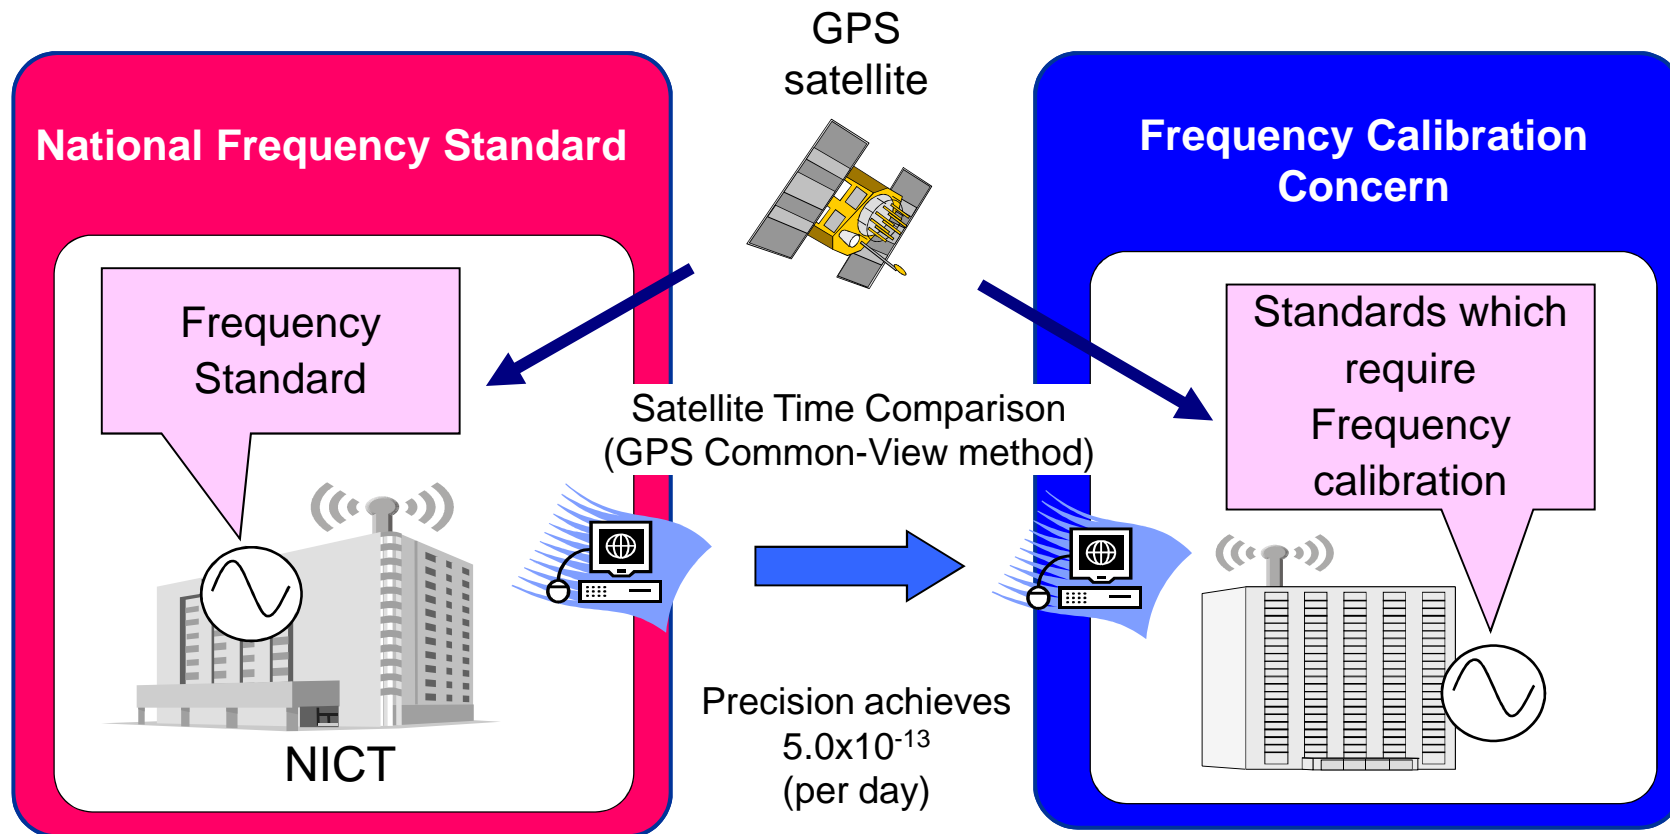 GPS
satellite
National Frequency Standard
Frequency Calibration
Concern
Frequency
Standard
Standards which
require
Frequency
calibration
Satellite Time Comparison
(GPS Common-View method)
Precision achieves
5.0x10⁻¹³
(per day)
NICT